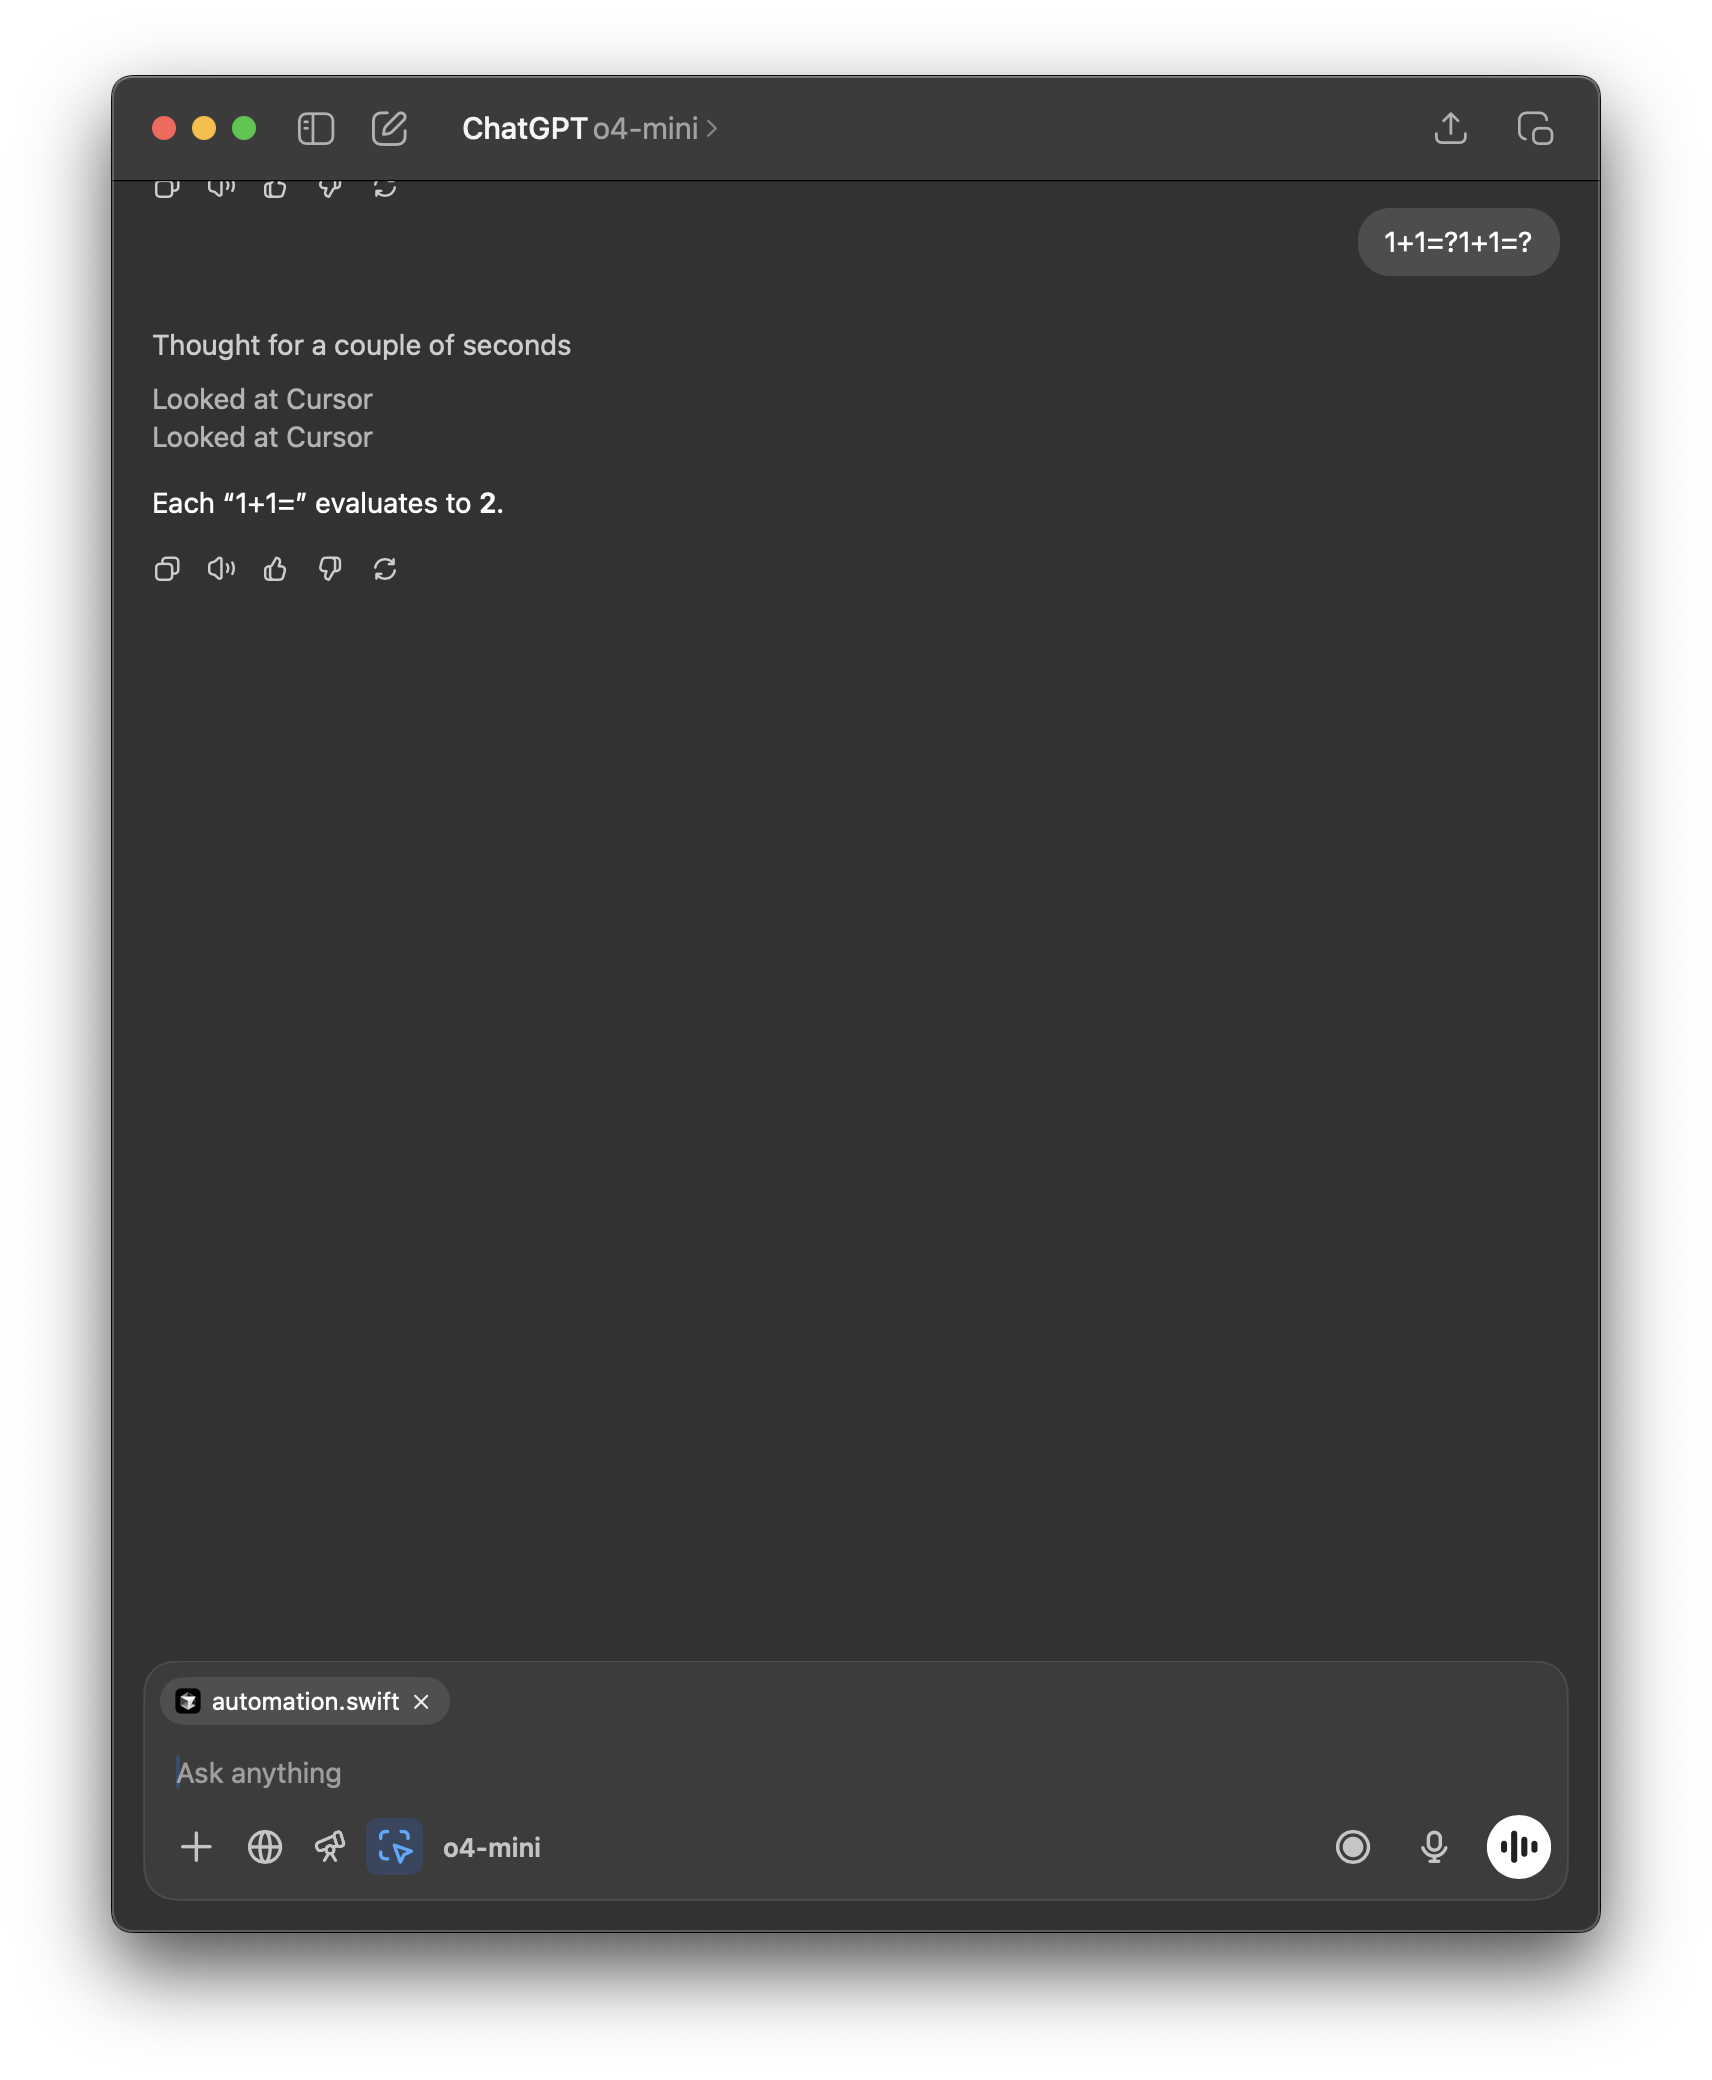 ChatGPT o4-mini
1+1=?1+1=?
Thought for a couple of seconds
Looked at Cursor
Looked at Cursor
Each “1+1=” evaluates to 2.
automation.swift
Ask anything
o4-mini